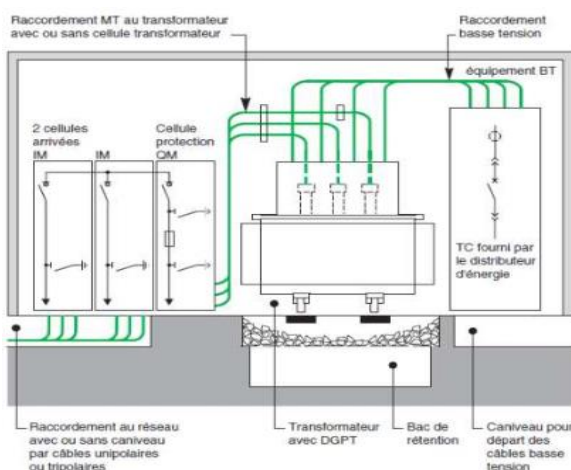 Raccordement MT au transformateur
avec ou sans cellule transformateur
Raccordement
basse tension
équipement BT
2 cellules
arrivées
IM
IM
Cellule
protection
QM
TC fourni par
le distributeur
d'énergie
Raccordement au réseau
avec ou sans caniveau
par câbles unipolaires
ou tripolaires
Transformateur
avec DGPT
Bac de
rétention
Caniveau pour
départ des
câbles basse
tension